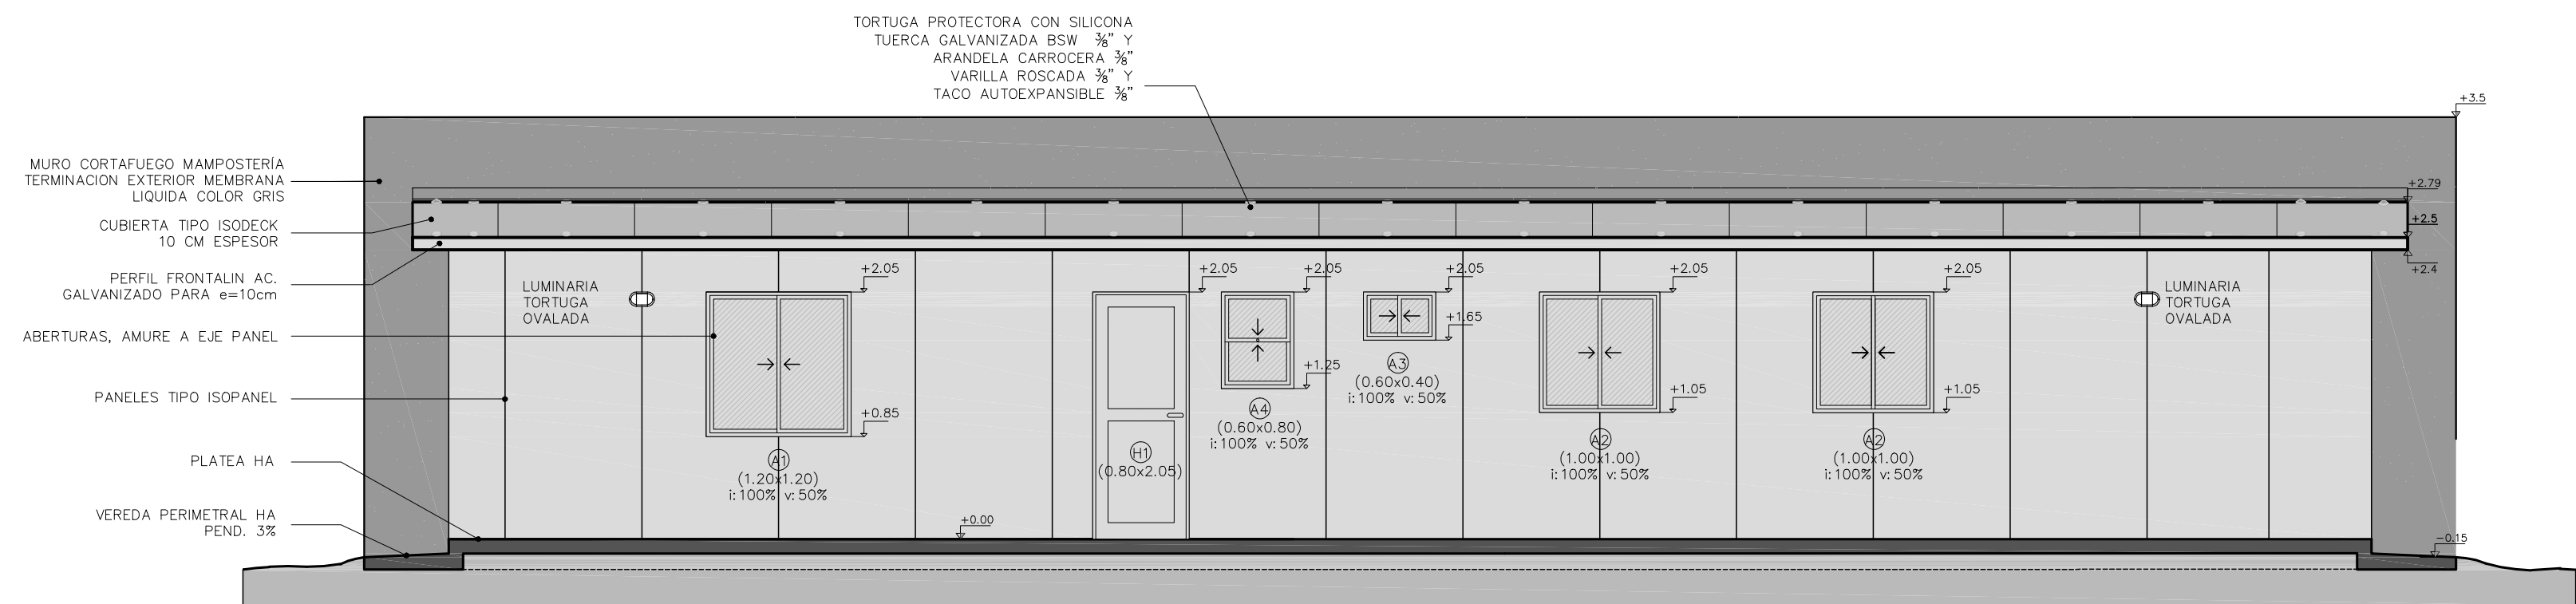 TORTUGA PROTECTORA CON SILICONA
TUERCA GALVANIZADA BSW ⅜" Y
ARANDELA CARROCERA ⅜"
VARILLA ROSCADA ⅜" Y
TACO AUTOEXPANSIBLE ⅜"
+3.5
MURO CORTAFUEGO MAMPOSTERÍA
TERMINACION EXTERIOR MEMBRANA
LIQUIDA COLOR GRIS
+2.79
CUBIERTA TIPO ISODECK
10 CM ESPESOR
+2.5
PERFIL FRONTALIN AC.
GALVANIZADO PARA e=10cm
+2.4
LUMINARIA
TORTUGA
OVALADA
+2.05
+2.05
+2.05
+2.05
+2.05
+2.05
LUMINARIA
TORTUGA
OVALADA
ABERTURAS, AMURE A EJE PANEL
+1.65
+1.25
+1.05
+1.05
+0.85
PANELES TIPO ISOPANEL
A3
(0.60x0.40)
i:100% v:50%
A4
(0.60x0.80)
i:100% v:50%
H1
(0.80x2.05)
A2
(1.00x1.00)
i:100% v:50%
A2
(1.00x1.00)
i:100% v:50%
A1
(1.20x1.20)
i:100% v:50%
PLATEA HA
VEREDA PERIMETRAL HA
PEND. 3%
+0.00
-0.15